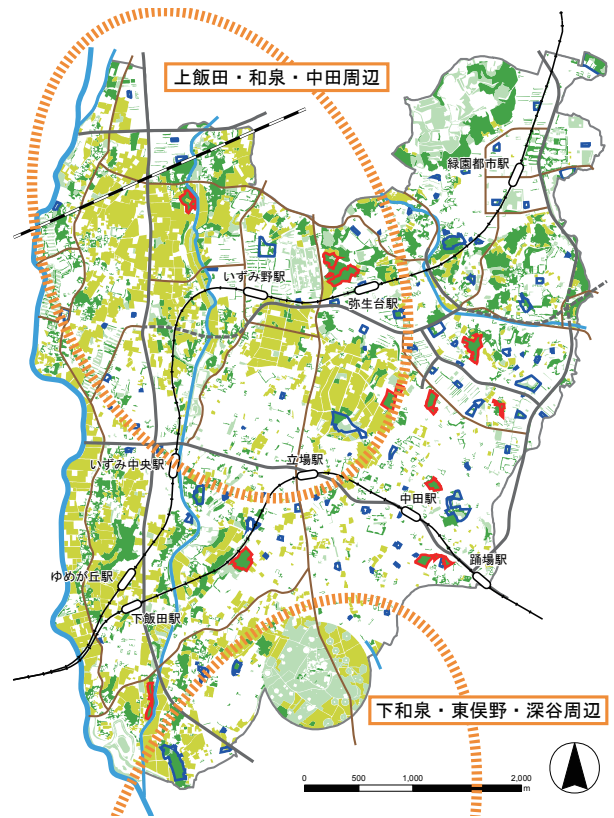 上飯田・和泉・中田周辺
緑園都市駅
いずみ野駅
弥生台駅
いずみ中央駅
立場駅
中田駅
踊場駅
ゆめが丘駅
下飯田駅
下和泉・東俣野・深谷周辺
0 500 1,000 2,000
m